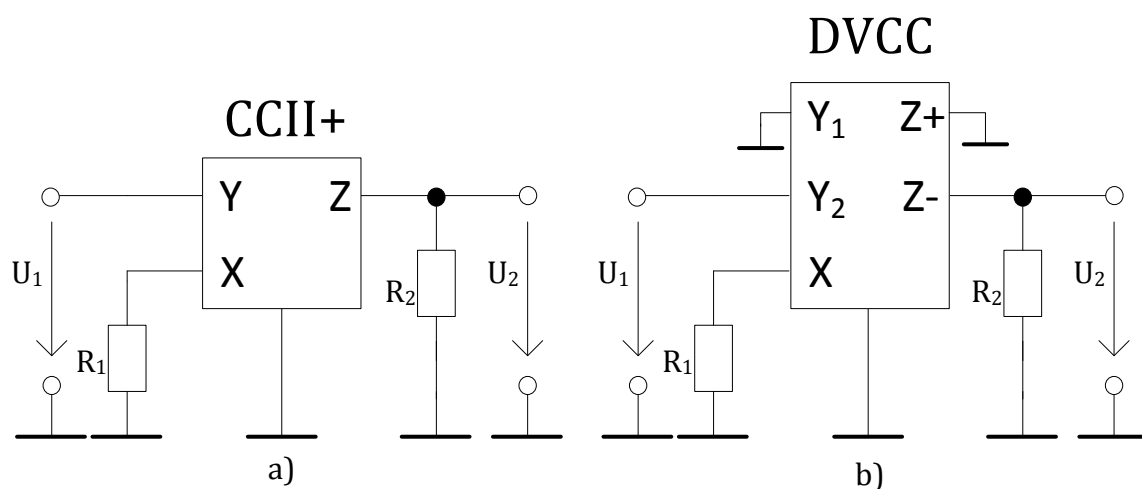 CCII+
Y Z
X
U₁
R₁
R₂
U₂
a)
DVCC
Y₁ Z+
Y₂ Z-
X
U₁
R₁
R₂
U₂
b)